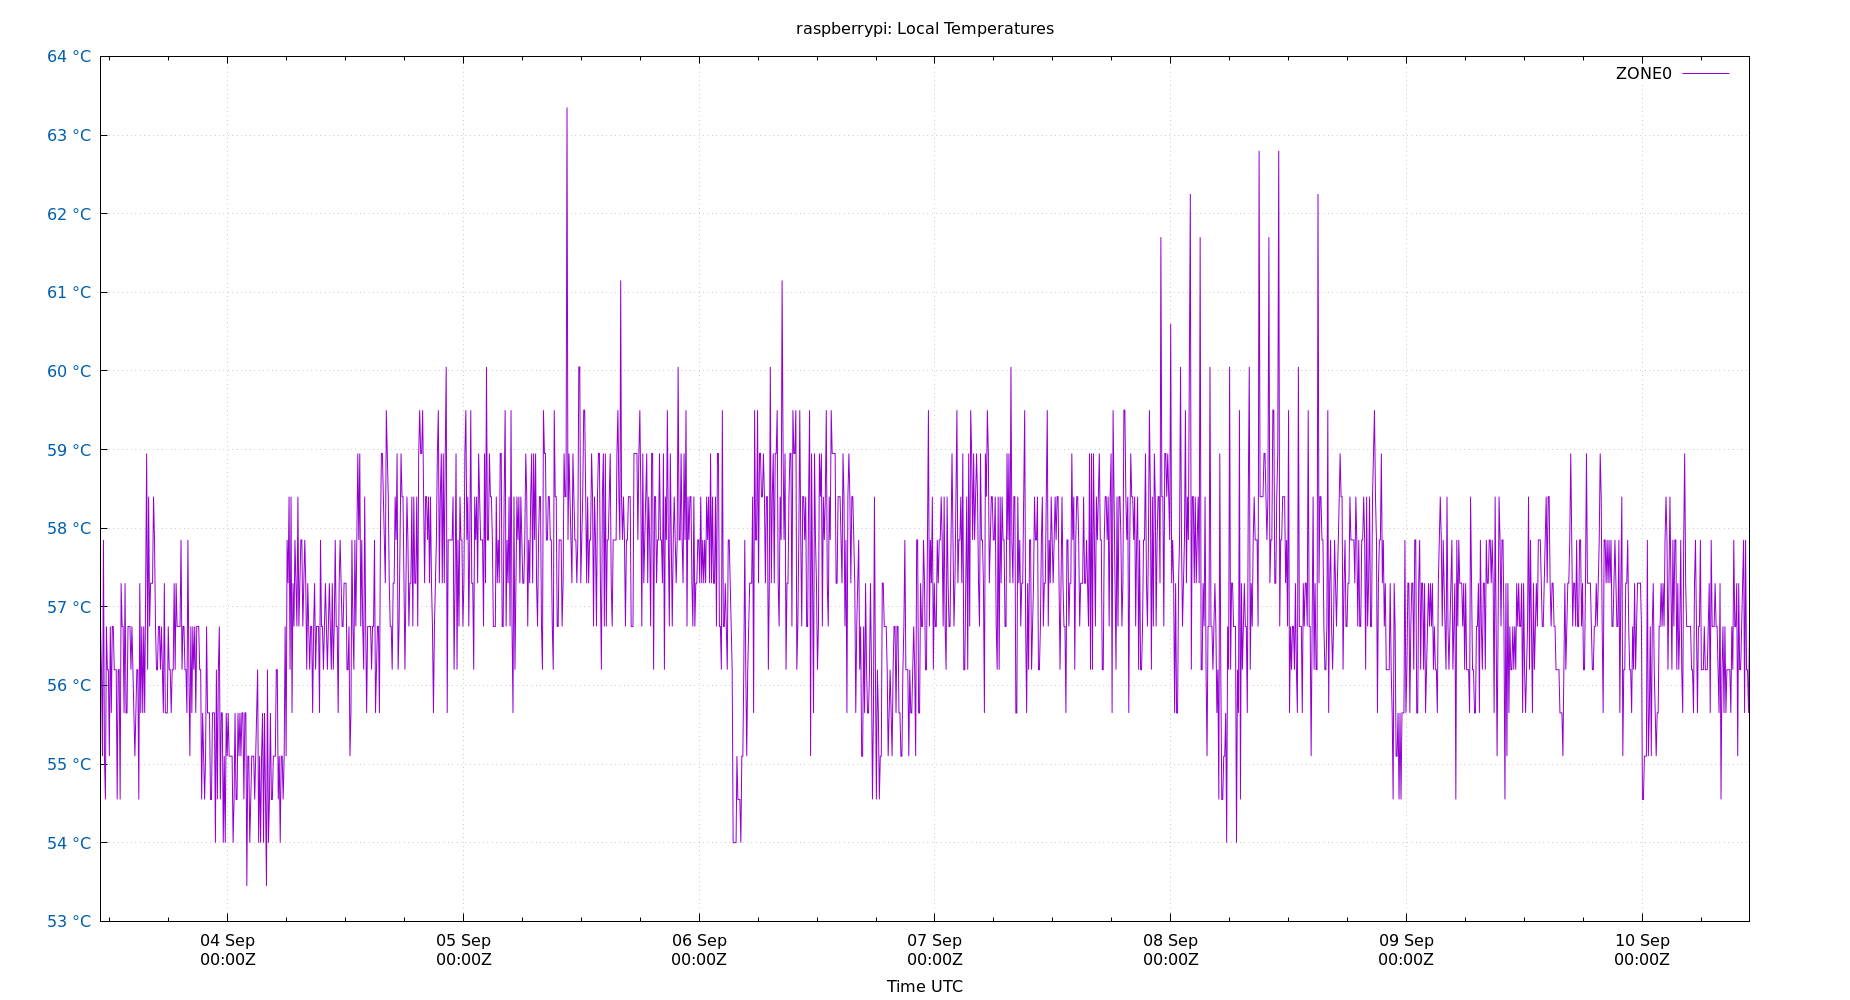 raspberrypi: Local Temperatures
64 °C
ZONE0
63 °C
62 °C
61 °C
60 °C
59 °C
58 °C
57 °C
56 °C
55 °C
54 °C
53 °C
04 Sep 05 Sep 06 Sep 07 Sep 08 Sep 09 Sep 10 Sep
00:00Z 00:00Z 00:00Z 00:00Z 00:00Z 00:00Z 00:00Z
Time UTC